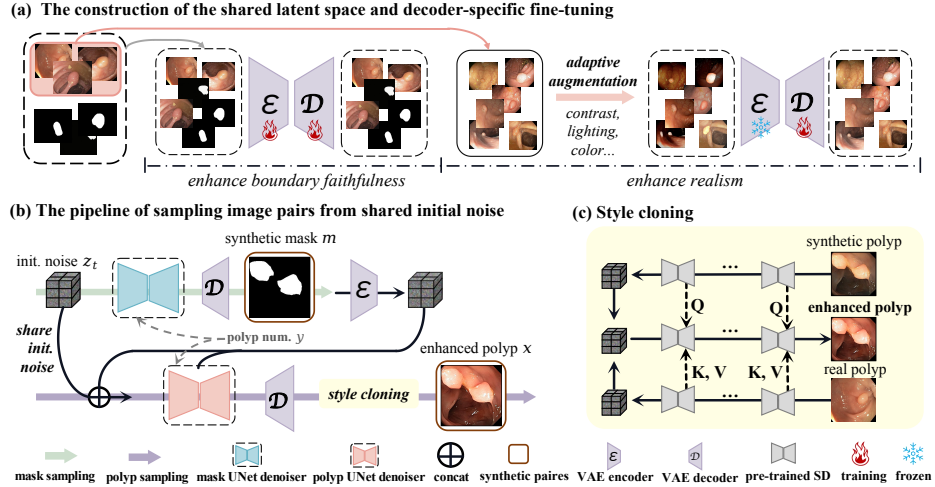 (a) The construction of the shared latent space and decoder-specific fine-tuning
ℰ
𝒟
adaptive
augmentation
contrast,
lighting,
color...
ℰ
𝒟
enhance boundary faithfulness
enhance realism
(b) The pipeline of sampling image pairs from shared initial noise
synthetic mask m
init. noise z_t
𝒟
ℰ
share
init.
noise
polyp num. y
enhanced polyp x
𝒟
style cloning
(c) Style cloning
synthetic polyp
...
Q
Q
enhanced polyp
...
K, V
K, V
real polyp
...
mask sampling
polyp sampling
mask UNet denoiser
polyp UNet denoiser
concat
synthetic paires
ℰ
VAE encoder
𝒟
VAE decoder
pre-trained SD
training
frozen